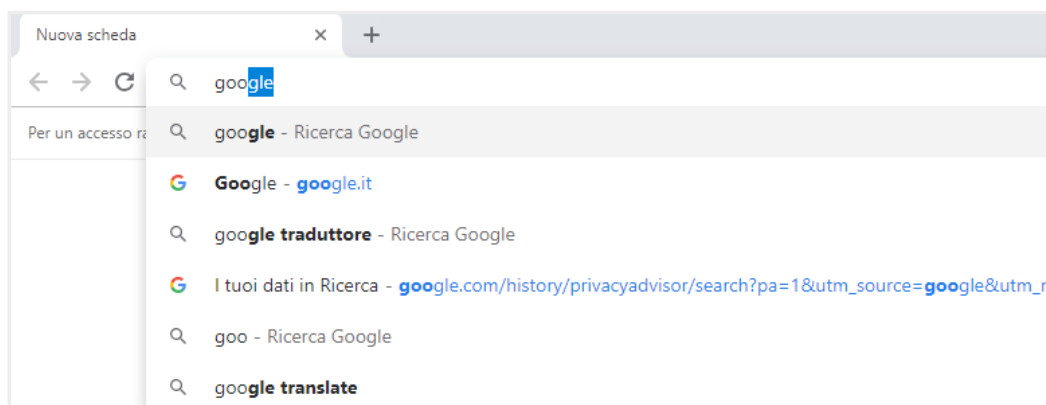 Nuova scheda
google
Per un accesso ra
google - Ricerca Google
Google - google.it
google traduttore - Ricerca Google
I tuoi dati in Ricerca - google.com/history/privacyadvisor/search?pa=1&utm_source=google&utm_r
goo - Ricerca Google
google translate